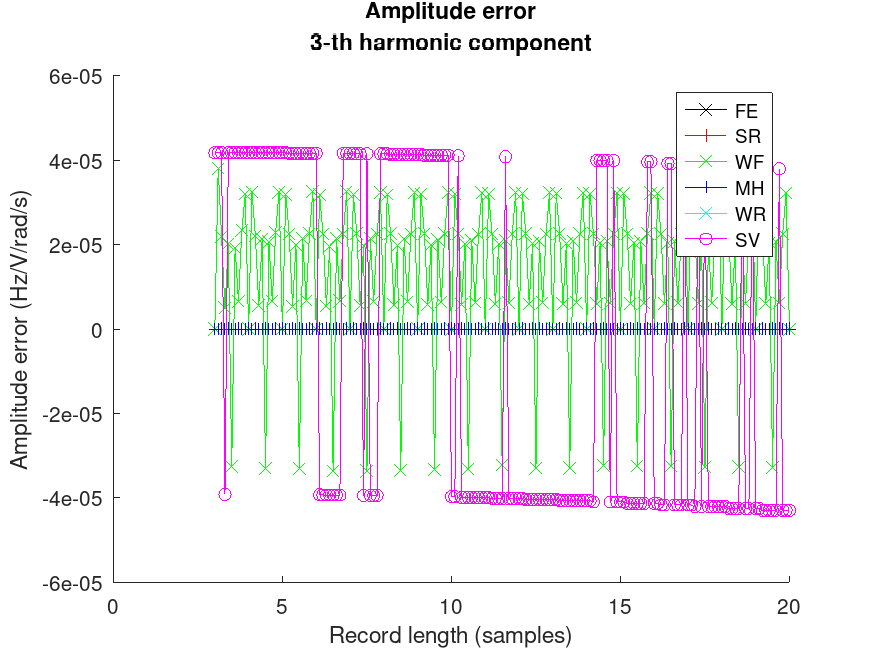 Amplitude error
3-th harmonic component
6e-05
4e-05
2e-05
0
-2e-05
-4e-05
-6e-05
Amplitude error (Hz/V/rad/s)
FE
SR
WF
MH
WR
SV
0
5
10
15
20
Record length (samples)